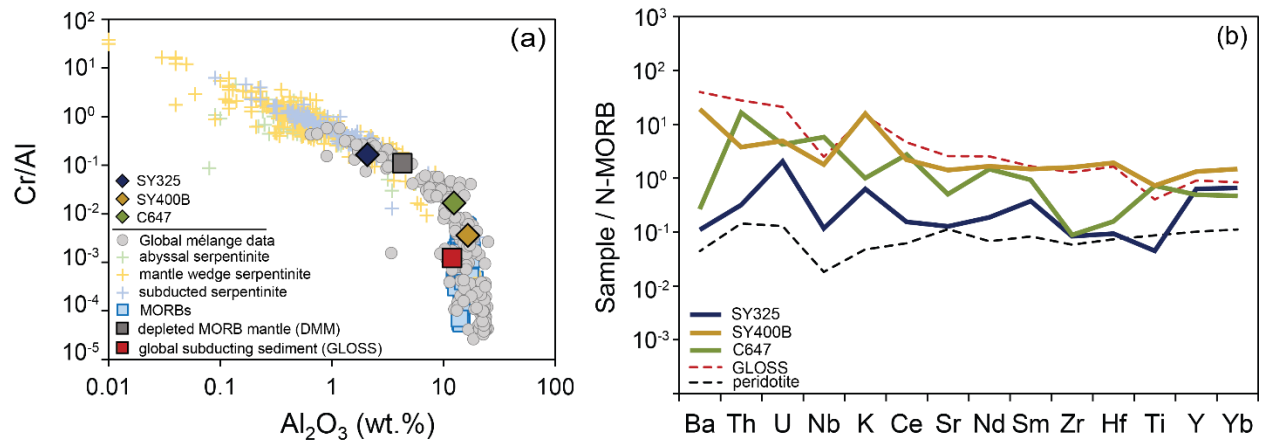 (a)
Cr/Al
10²
10¹
10⁰
10⁻¹
10⁻²
10⁻³
10⁻⁴
10⁻⁵
SY325
SY400B
C647
Global mélange data
abyssal serpentinite
mantle wedge serpentinite
subducted serpentinite
MORBs
depleted MORB mantle (DMM)
global subducting sediment (GLOSS)
0.01 0.1 1 10 100
Al₂O₃ (wt.%)
(b)
Sample / N-MORB
10³
10²
10¹
10⁰
10⁻¹
10⁻²
10⁻³
SY325
SY400B
C647
GLOSS
peridotite
Ba Th U Nb K Ce Sr Nd Sm Zr Hf Ti Y Yb